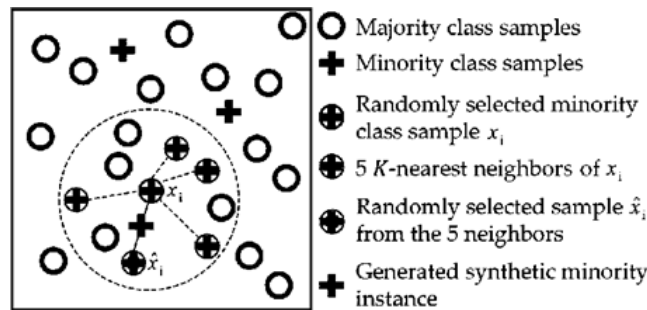 Majority class samples
Minority class samples
Randomly selected minority
class sample xᵢ
5 K-nearest neighbors of xᵢ
Randomly selected sample x̂ᵢ
from the 5 neighbors
Generated synthetic minority
instance
xᵢ
x̂ᵢ